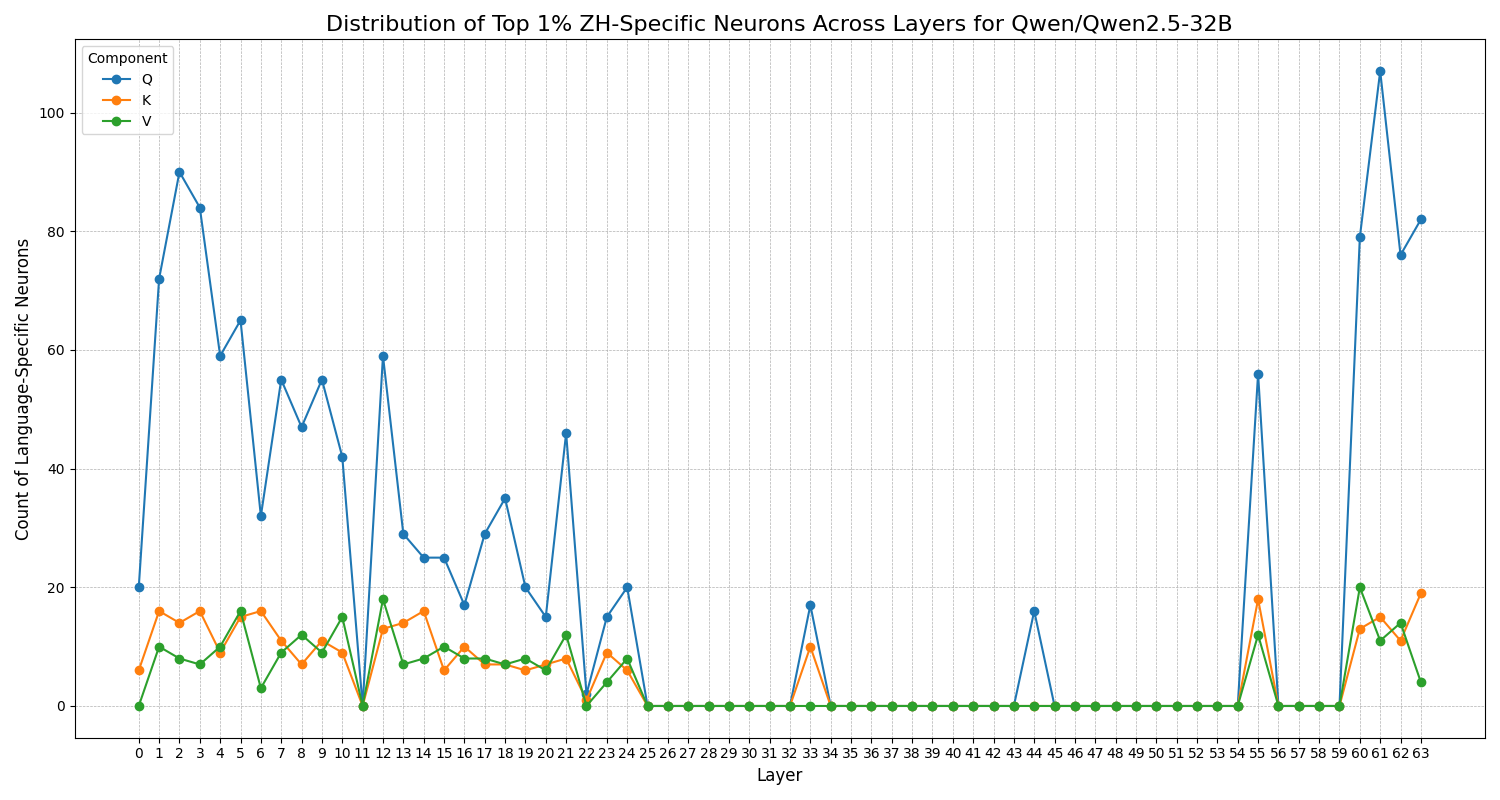 Distribution of Top 1% ZH-Specific Neurons Across Layers for Qwen/Qwen2.5-32B
Component
Q
K
V
Count of Language-Specific Neurons
100
80
60
40
20
0
0 1 2 3 4 5 6 7 8 9 10 11 12 13 14 15 16 17 18 19 20 21 22 23 24 25 26 27 28 29 30 31 32 33 34 35 36 37 38 39 40 41 42 43 44 45 46 47 48 49 50 51 52 53 54 55 56 57 58 59 60 61 62 63
Layer